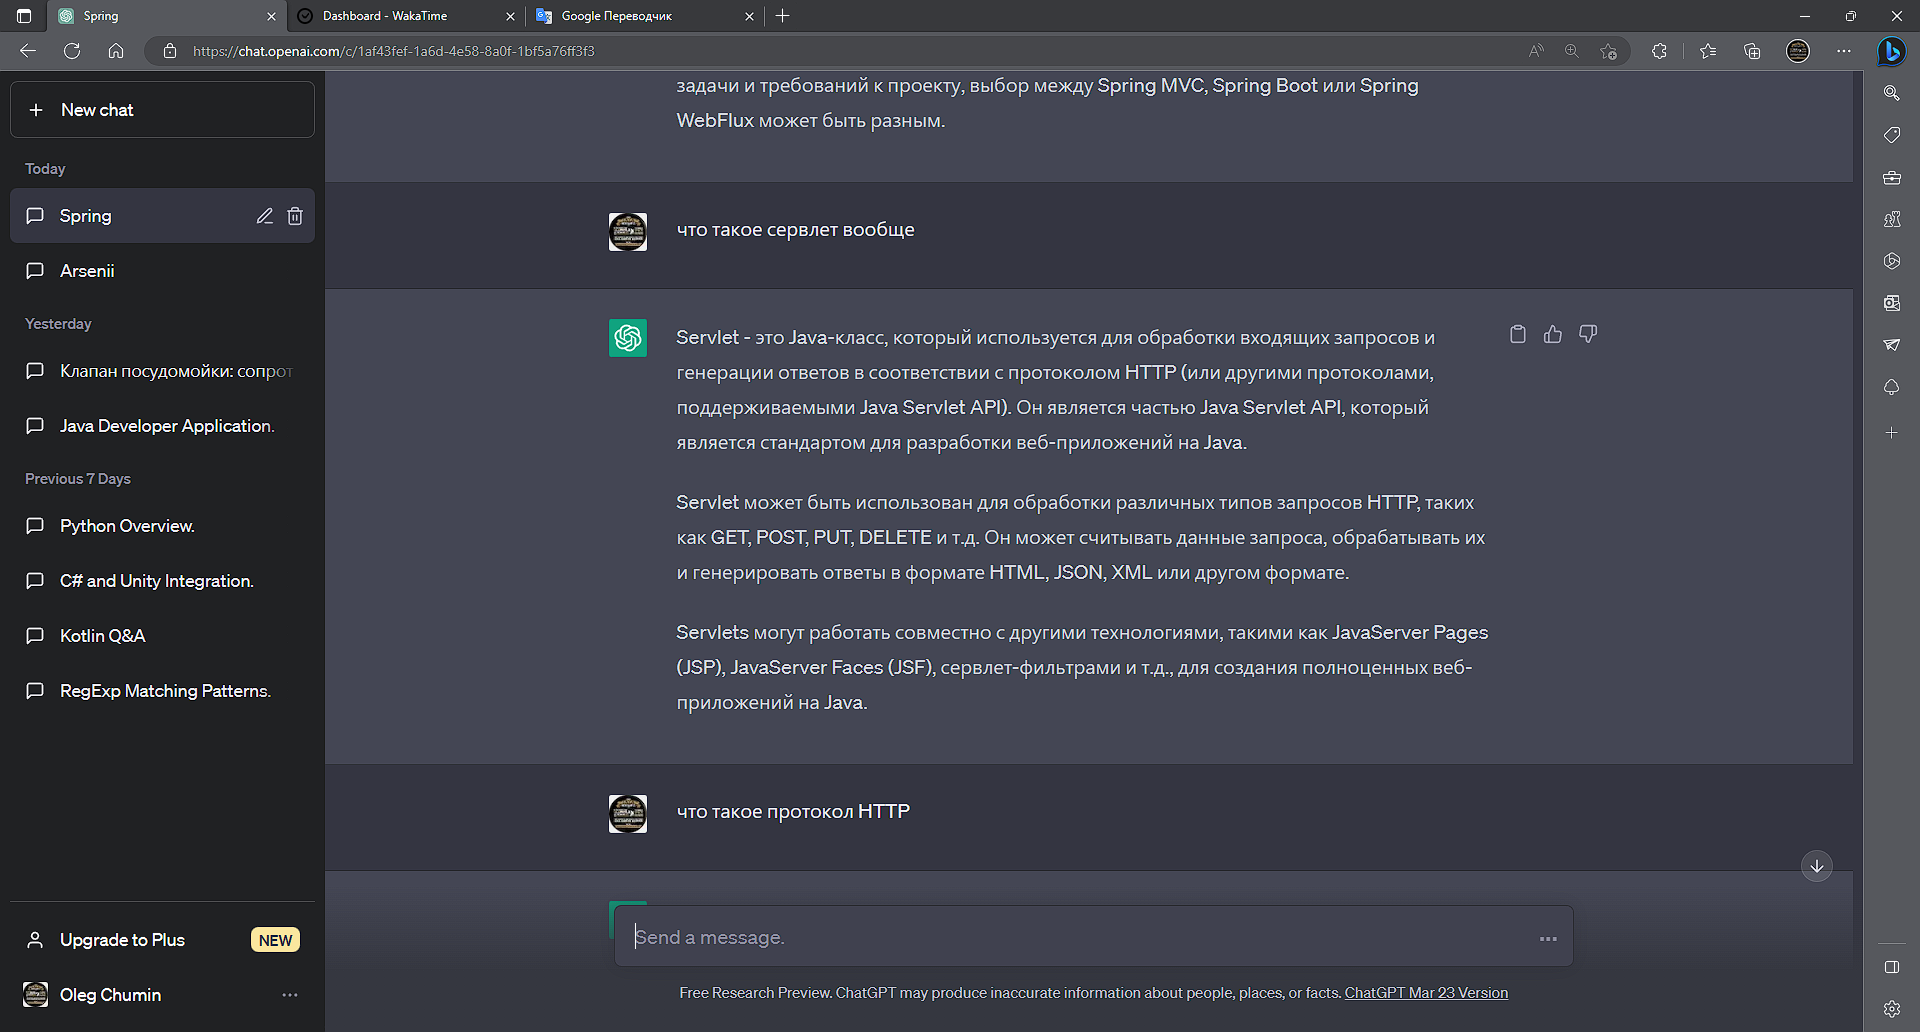 Spring
Dashboard - WakaTime
Google Переводчик
https://chat.openai.com/c/1af43fef-1a6d-4e58-8a0f-1bf5a76ff3f3
New chat
Today
Spring
Arsenii
Yesterday
Клапан посудомойки: сопрот
Java Developer Application.
Previous 7 Days
Python Overview.
C# and Unity Integration.
Kotlin Q&A
RegExp Matching Patterns.
Upgrade to Plus
NEW
Oleg Chumin
задачи и требований к проекту, выбор между Spring MVC, Spring Boot или Spring
WebFlux может быть разным.
что такое сервлет вообще
Servlet - это Java-класс, который используется для обработки входящих запросов и
генерации ответов в соответствии с протоколом HTTP (или другими протоколами,
поддерживаемыми Java Servlet API). Он является частью Java Servlet API, который
является стандартом для разработки веб-приложений на Java.
Servlet может быть использован для обработки различных типов запросов HTTP, таких
как GET, POST, PUT, DELETE и т.д. Он может считывать данные запроса, обрабатывать их
и генерировать ответы в формате HTML, JSON, XML или другом формате.
Servlets могут работать совместно с другими технологиями, такими как JavaServer Pages
(JSP), JavaServer Faces (JSF), сервлет-фильтрами и т.д., для создания полноценных веб-
приложений на Java.
что такое протокол HTTP
Send a message.
Free Research Preview. ChatGPT may produce inaccurate information about people, places, or facts. ChatGPT Mar 23 Version